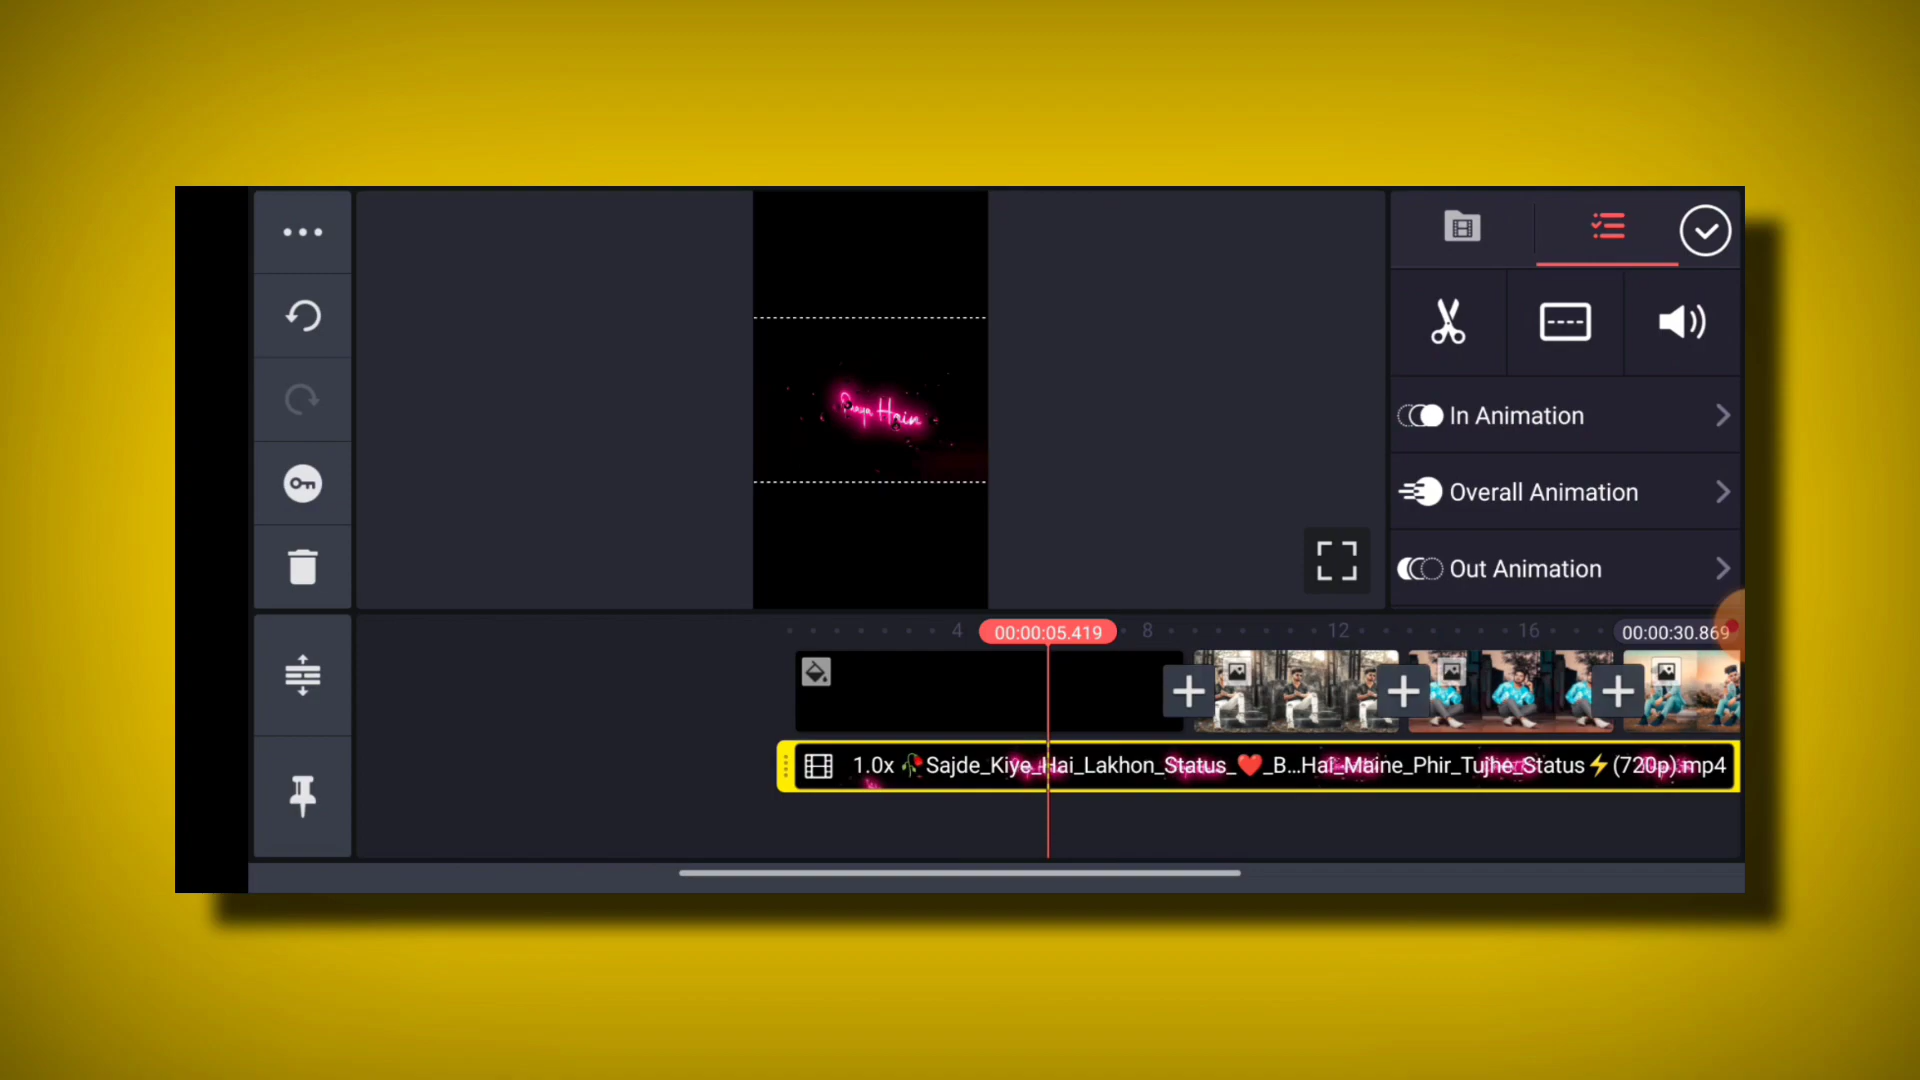 Hain
In Animation
Overall Animation
Out Animation
4
00:00:05.419
8
12
16
00:00:30.869
1.0x 🥀Sajde_Kiye_Hai_Lakhon_Status_❤️_B...Hai_Maine_Phir_Tujhe_Status⚡(720p).mp4